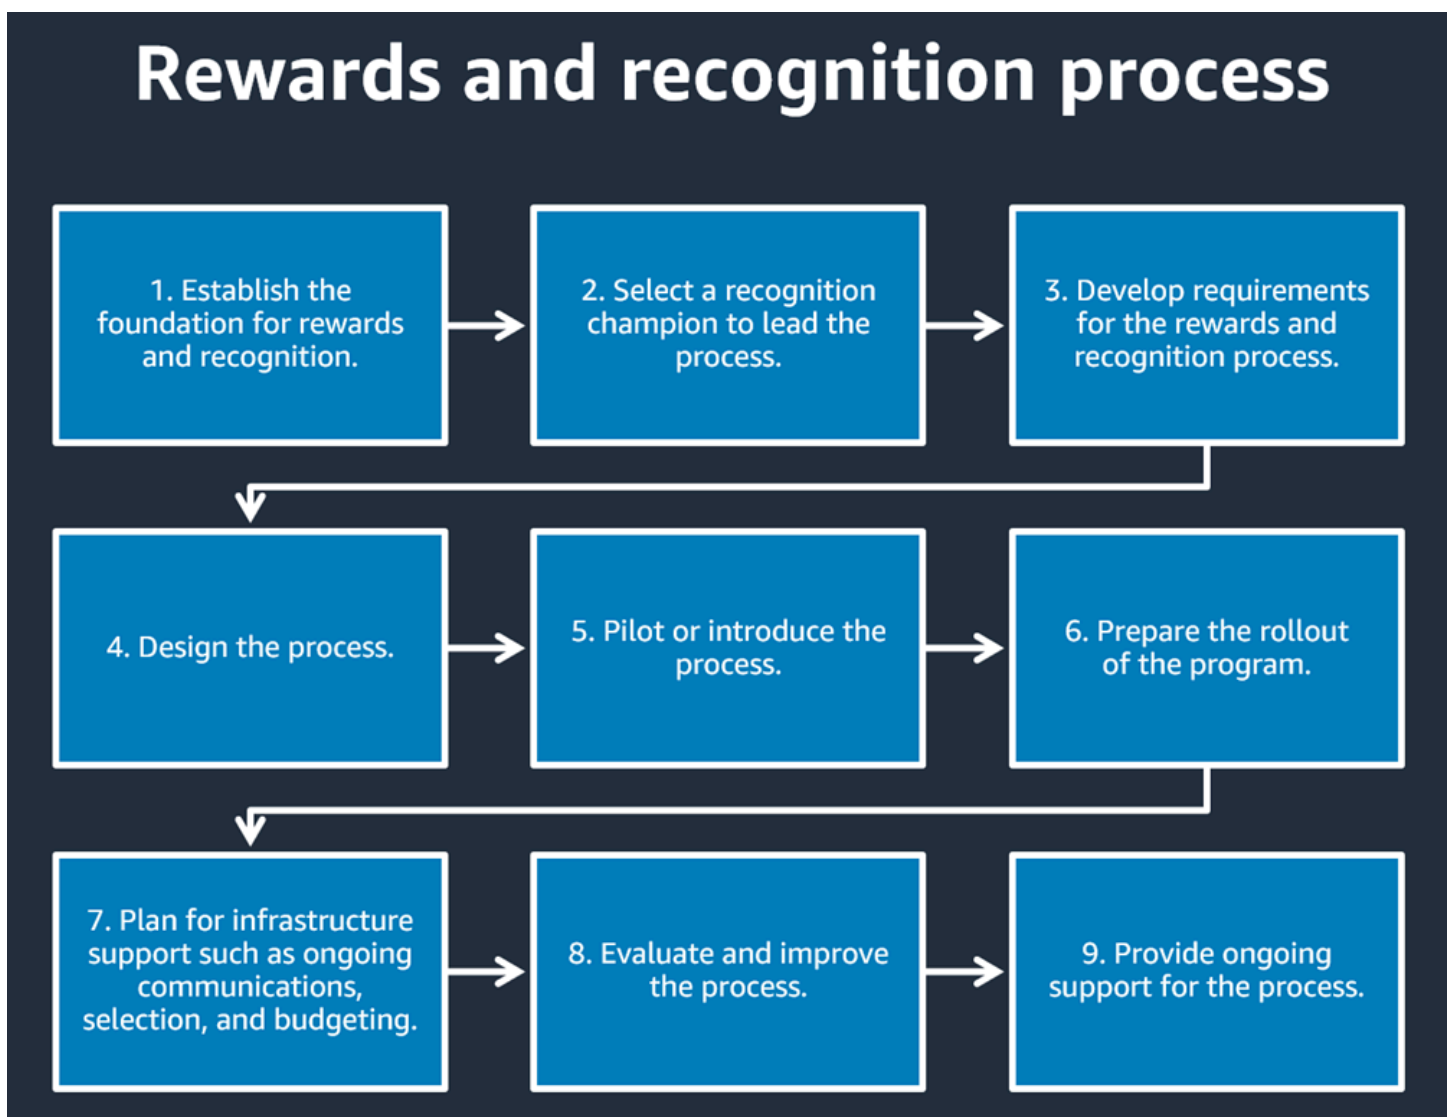 Rewards and recognition process
1. Establish the
foundation for rewards
and recognition.
2. Select a recognition
champion to lead the
process.
3. Develop requirements
for the rewards and
recognition process.
4. Design the process.
5. Pilot or introduce the
process.
6. Prepare the rollout
of the program.
7. Plan for infrastructure
support such as ongoing
communications,
selection, and budgeting.
8. Evaluate and improve
the process.
9. Provide ongoing
support for the process.